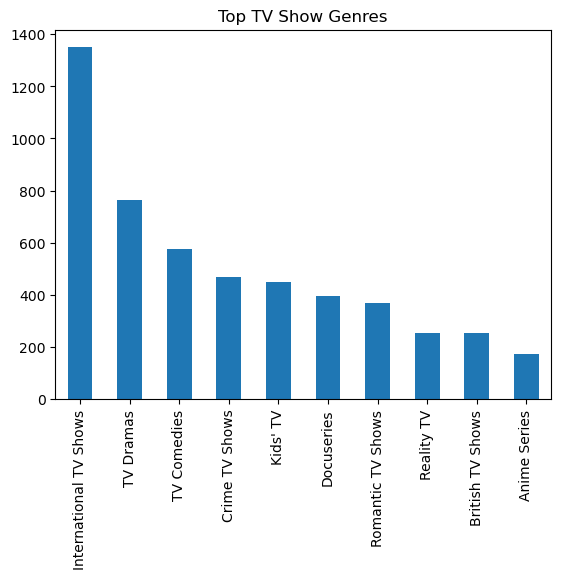 Top TV Show Genres
1400
1200
1000
800
600
400
200
0
International TV Shows
TV Dramas
TV Comedies
Crime TV Shows
Kids' TV
Docuseries
Romantic TV Shows
Reality TV
British TV Shows
Anime Series